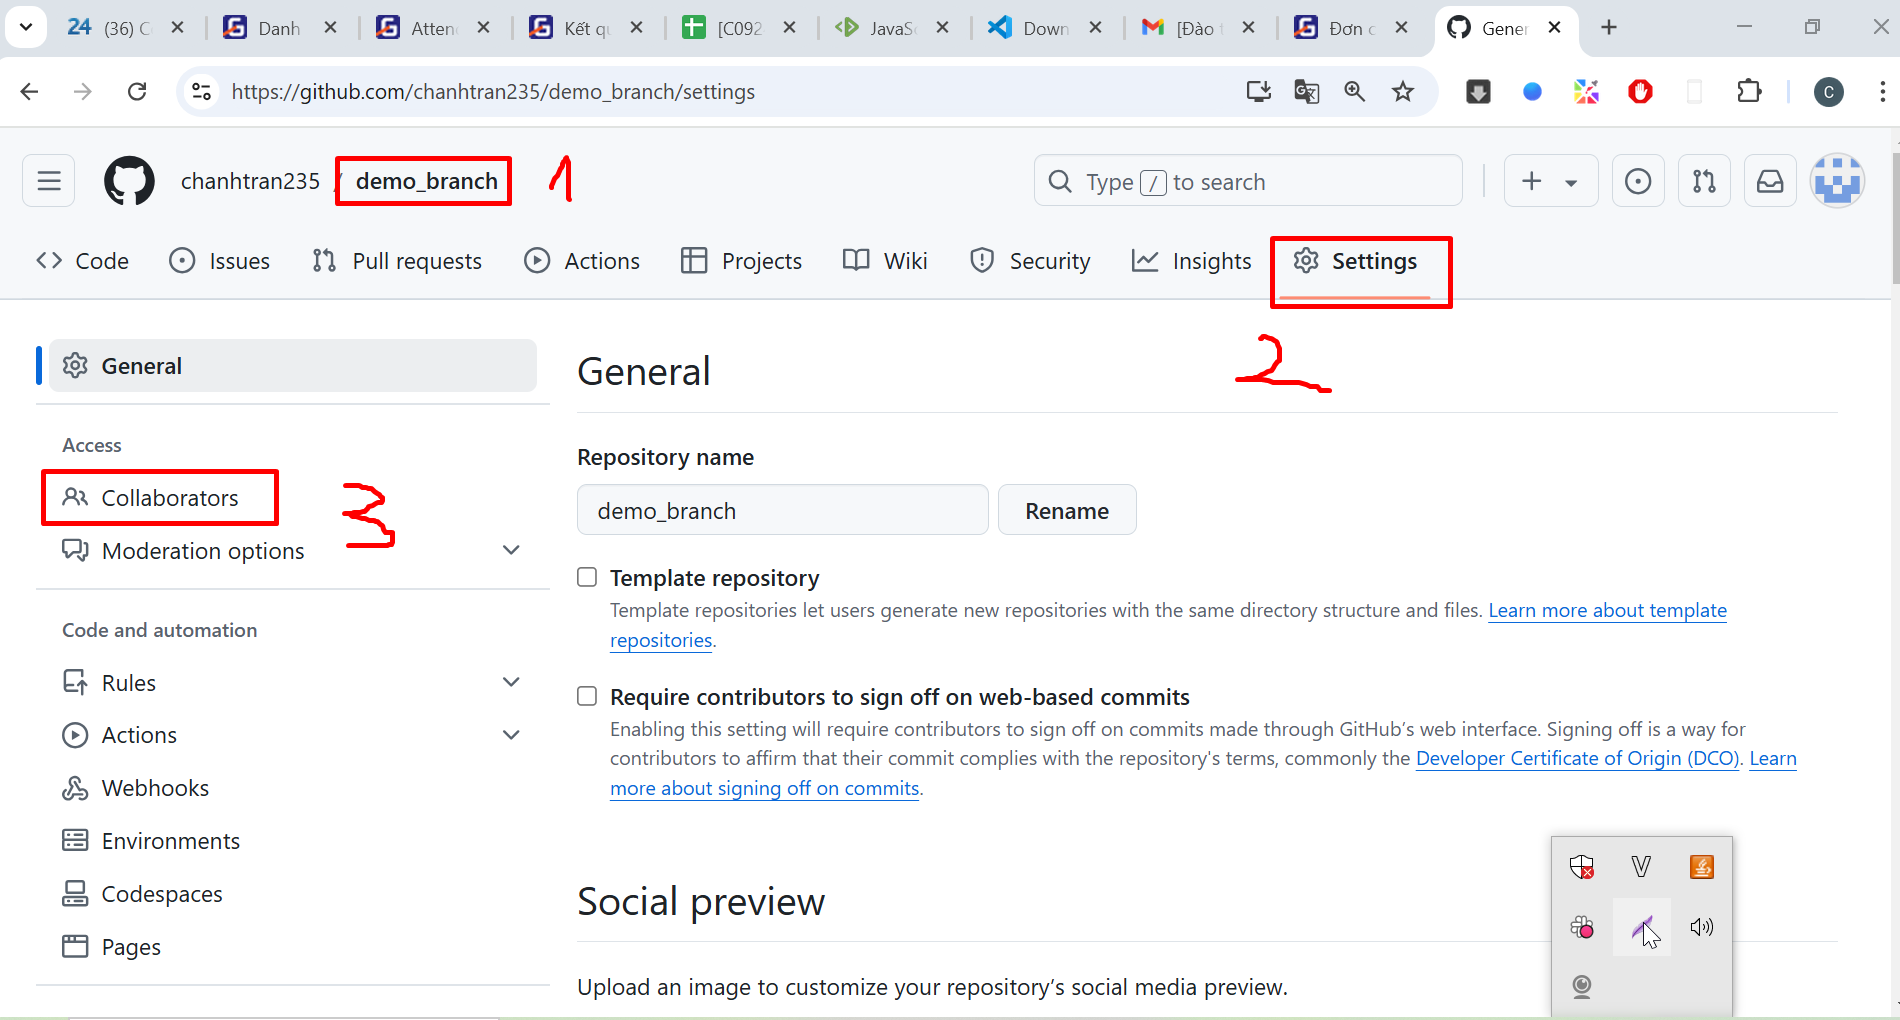 24 (36) C Danh Atten Kết qu [C092 JavaSc Down [Đào t Đơn c Gener
https://github.com/chanhtran235/demo_branch/settings C
chanhtran235 / demo_branch 1 Type / to search
Code Issues Pull requests Actions Projects Wiki Security Insights Settings
2
General
Access
Collaborators
3
Moderation options
Code and automation
Rules
Actions
Webhooks
Environments
Codespaces
Pages
General
Repository name
demo_branch Rename
Template repository
Template repositories let users generate new repositories with the same directory structure and files. Learn more about template
repositories.
Require contributors to sign off on web-based commits
Enabling this setting will require contributors to sign off on commits made through GitHub’s web interface. Signing off is a way for
contributors to affirm that their commit complies with the repository's terms, commonly the Developer Certificate of Origin (DCO). Learn
more about signing off on commits.
Social preview
Upload an image to customize your repository’s social media preview.
V